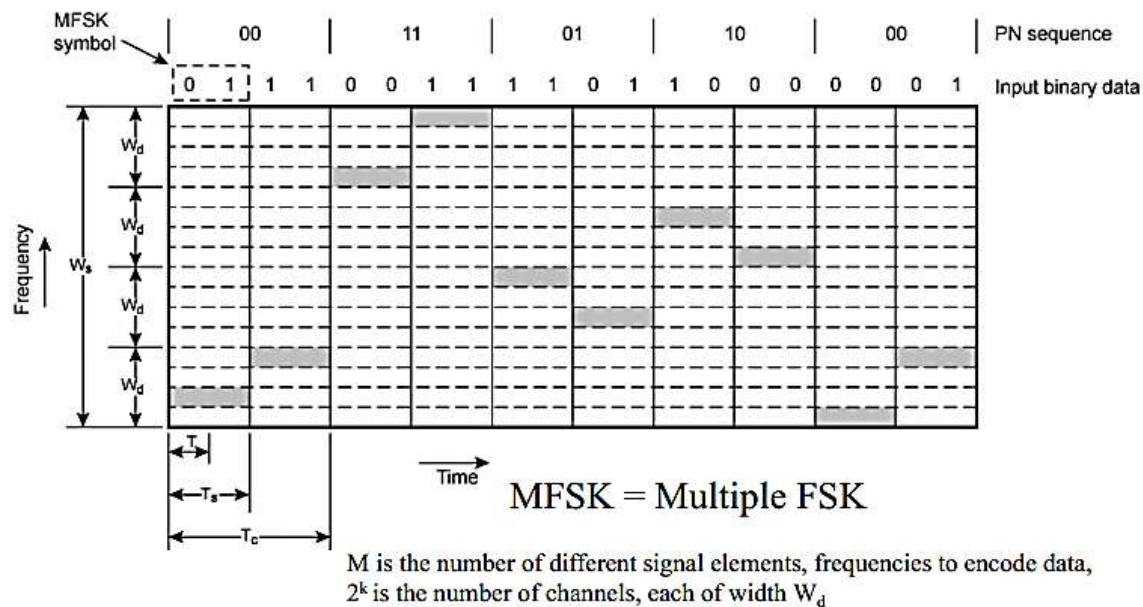 MFSK
symbol
00 11 01 10 00 PN sequence
0 1 1 1 0 0 1 1 1 1 0 1 1 0 0 0 0 0 0 1 Input binary data
Wd
Wd
Wd
Wd
Ws
Frequency
T
Ts
Tc
Time
MFSK = Multiple FSK
M is the number of different signal elements, frequencies to encode data,
2ᵏ is the number of channels, each of width Wd